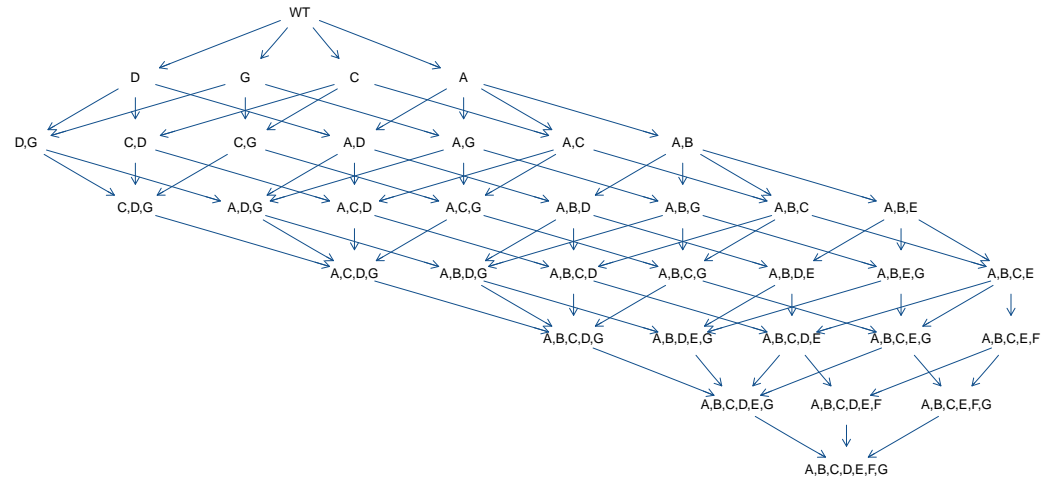 WT
D G C A
D,G C,D C,G A,D A,G A,C A,B
C,D,G A,D,G A,C,D A,C,G A,B,D A,B,G A,B,C A,B,E
A,C,D,G A,B,D,G A,B,C,D A,B,C,G A,B,D,E A,B,E,G A,B,C,E
A,B,C,D,G A,B,D,E,G A,B,C,D,E A,B,C,E,G A,B,C,E,F
A,B,C,D,E,G A,B,C,D,E,F A,B,C,E,F,G
A,B,C,D,E,F,G